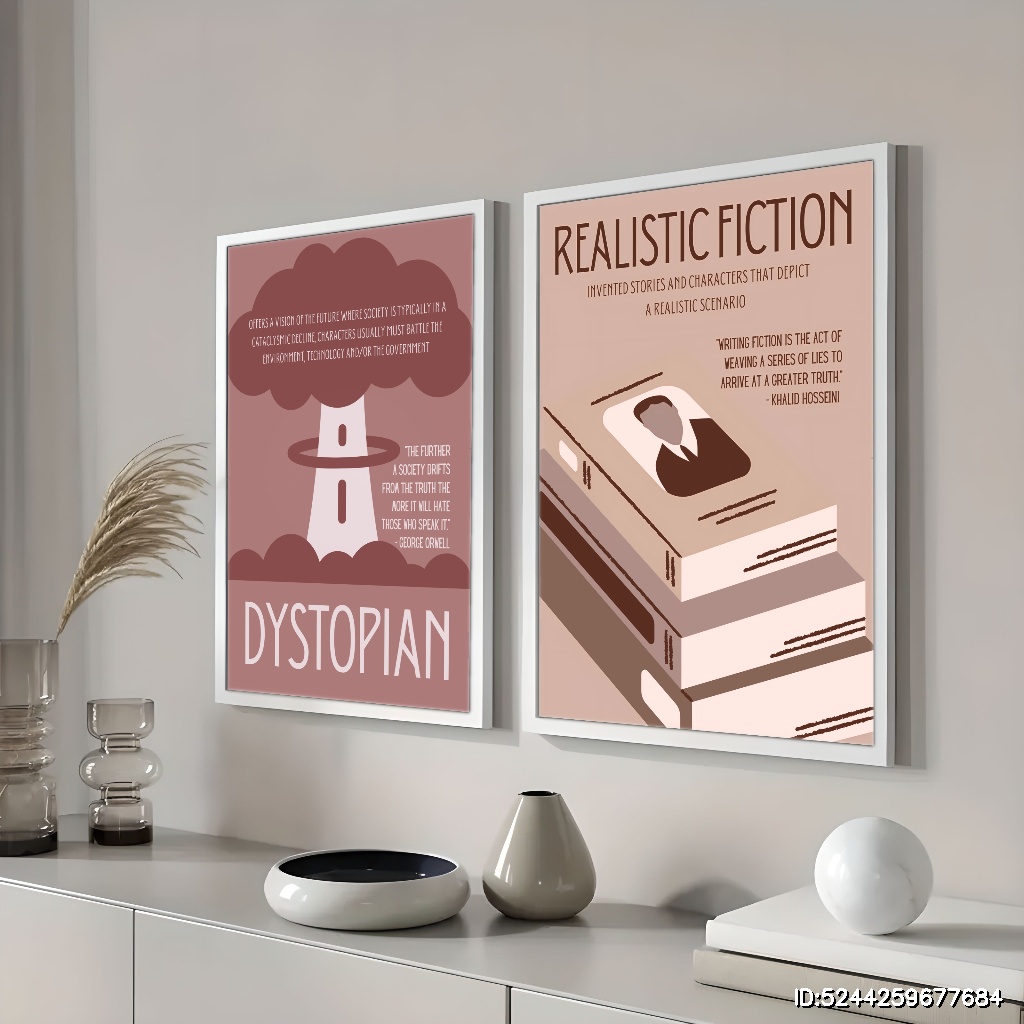 OFFERS A VISION OF THE FUTURE WHERE SOCIETY IS TYPICALLY IN A
CATACLYSMIC DECLINE, CHARACTERS USUALLY MUST BATTLE THE
ENVIRONMENT, TECHNOLOGY AND/OR THE GOVERNMENT
"THE FURTHER
A SOCIETY DRIFTS
FROM THE TRUTH THE
MORE IT WILL HATE
THOSE WHO SPEAK IT."
- GEORGE ORWELL
DYSTOPIAN
REALISTIC FICTION
INVENTED STORIES AND CHARACTERS THAT DEPICT
A REALISTIC SCENARIO
"WRITING FICTION IS THE ACT OF
WEAVING A SERIES OF LIES TO
ARRIVE AT A GREATER TRUTH."
- KHALID HOSSEINI
ID:5244259677684